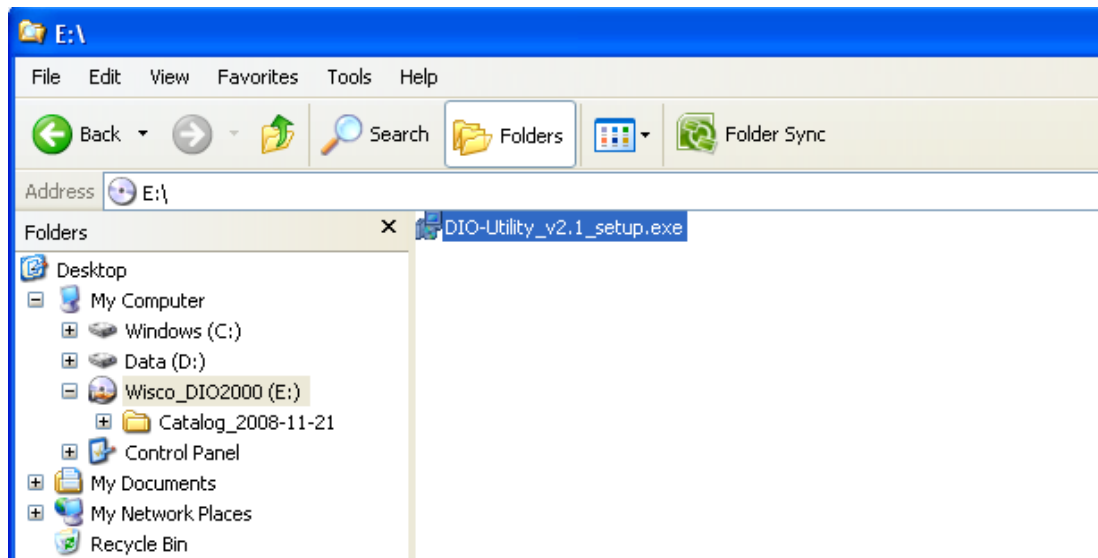 E:\
File Edit View Favorites Tools Help
Back Search Folders Folder Sync
Address E:\
Folders
DIO-Utility_v2.1_setup.exe
Desktop
My Computer
Windows (C:)
Data (D:)
Wisco_DIO2000 (E:)
Catalog_2008-11-21
Control Panel
My Documents
My Network Places
Recycle Bin